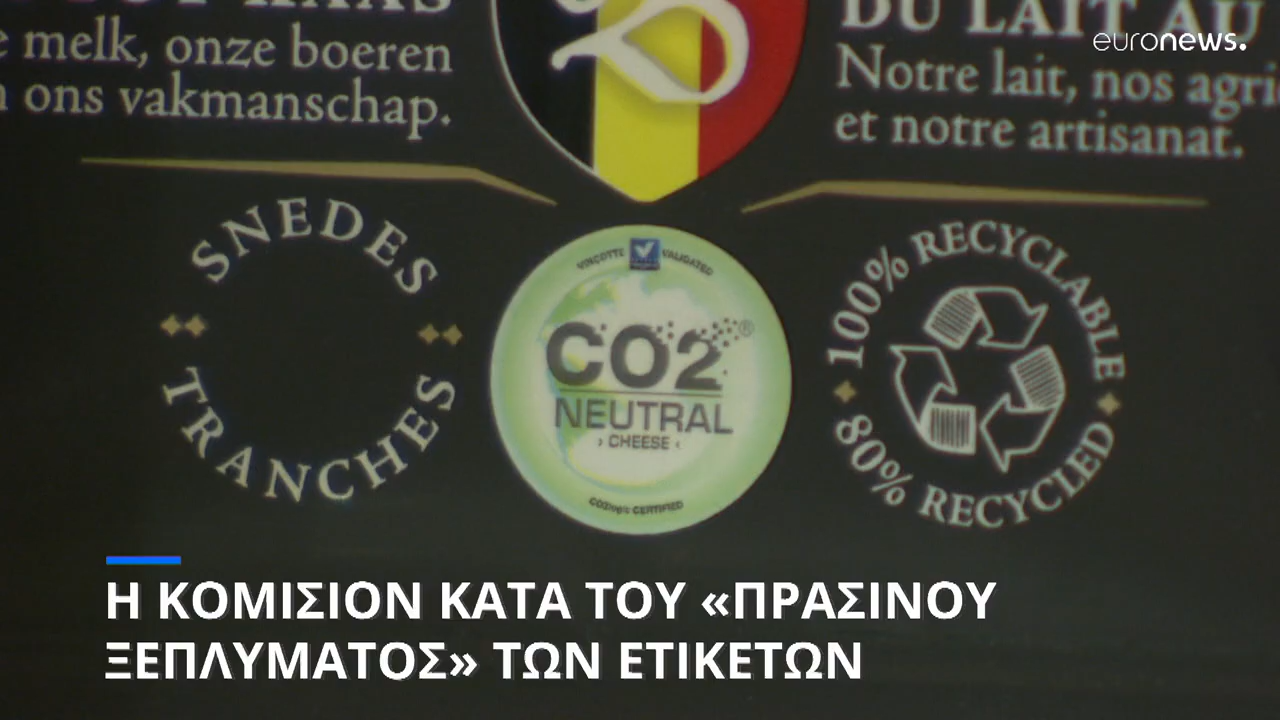 DU LAIT AU
euronews.
e melk, onze boeren
n ons vakmanschap.
Notre lait, nos agri
et notre artisanat.
SNEDES
TRANCHES
VINÇOTTE VALIDATED
CO2®
NEUTRAL
› CHEESE ‹
CERTIFIED
100% RECYCLABLE
80% RECYCLED
Η ΚΟΜΙΣΙΟΝ ΚΑΤΑ ΤΟΥ «ΠΡΑΣΙΝΟΥ
ΞΕΠΛΥΜΑΤΟΣ» ΤΩΝ ΕΤΙΚΕΤΩΝ